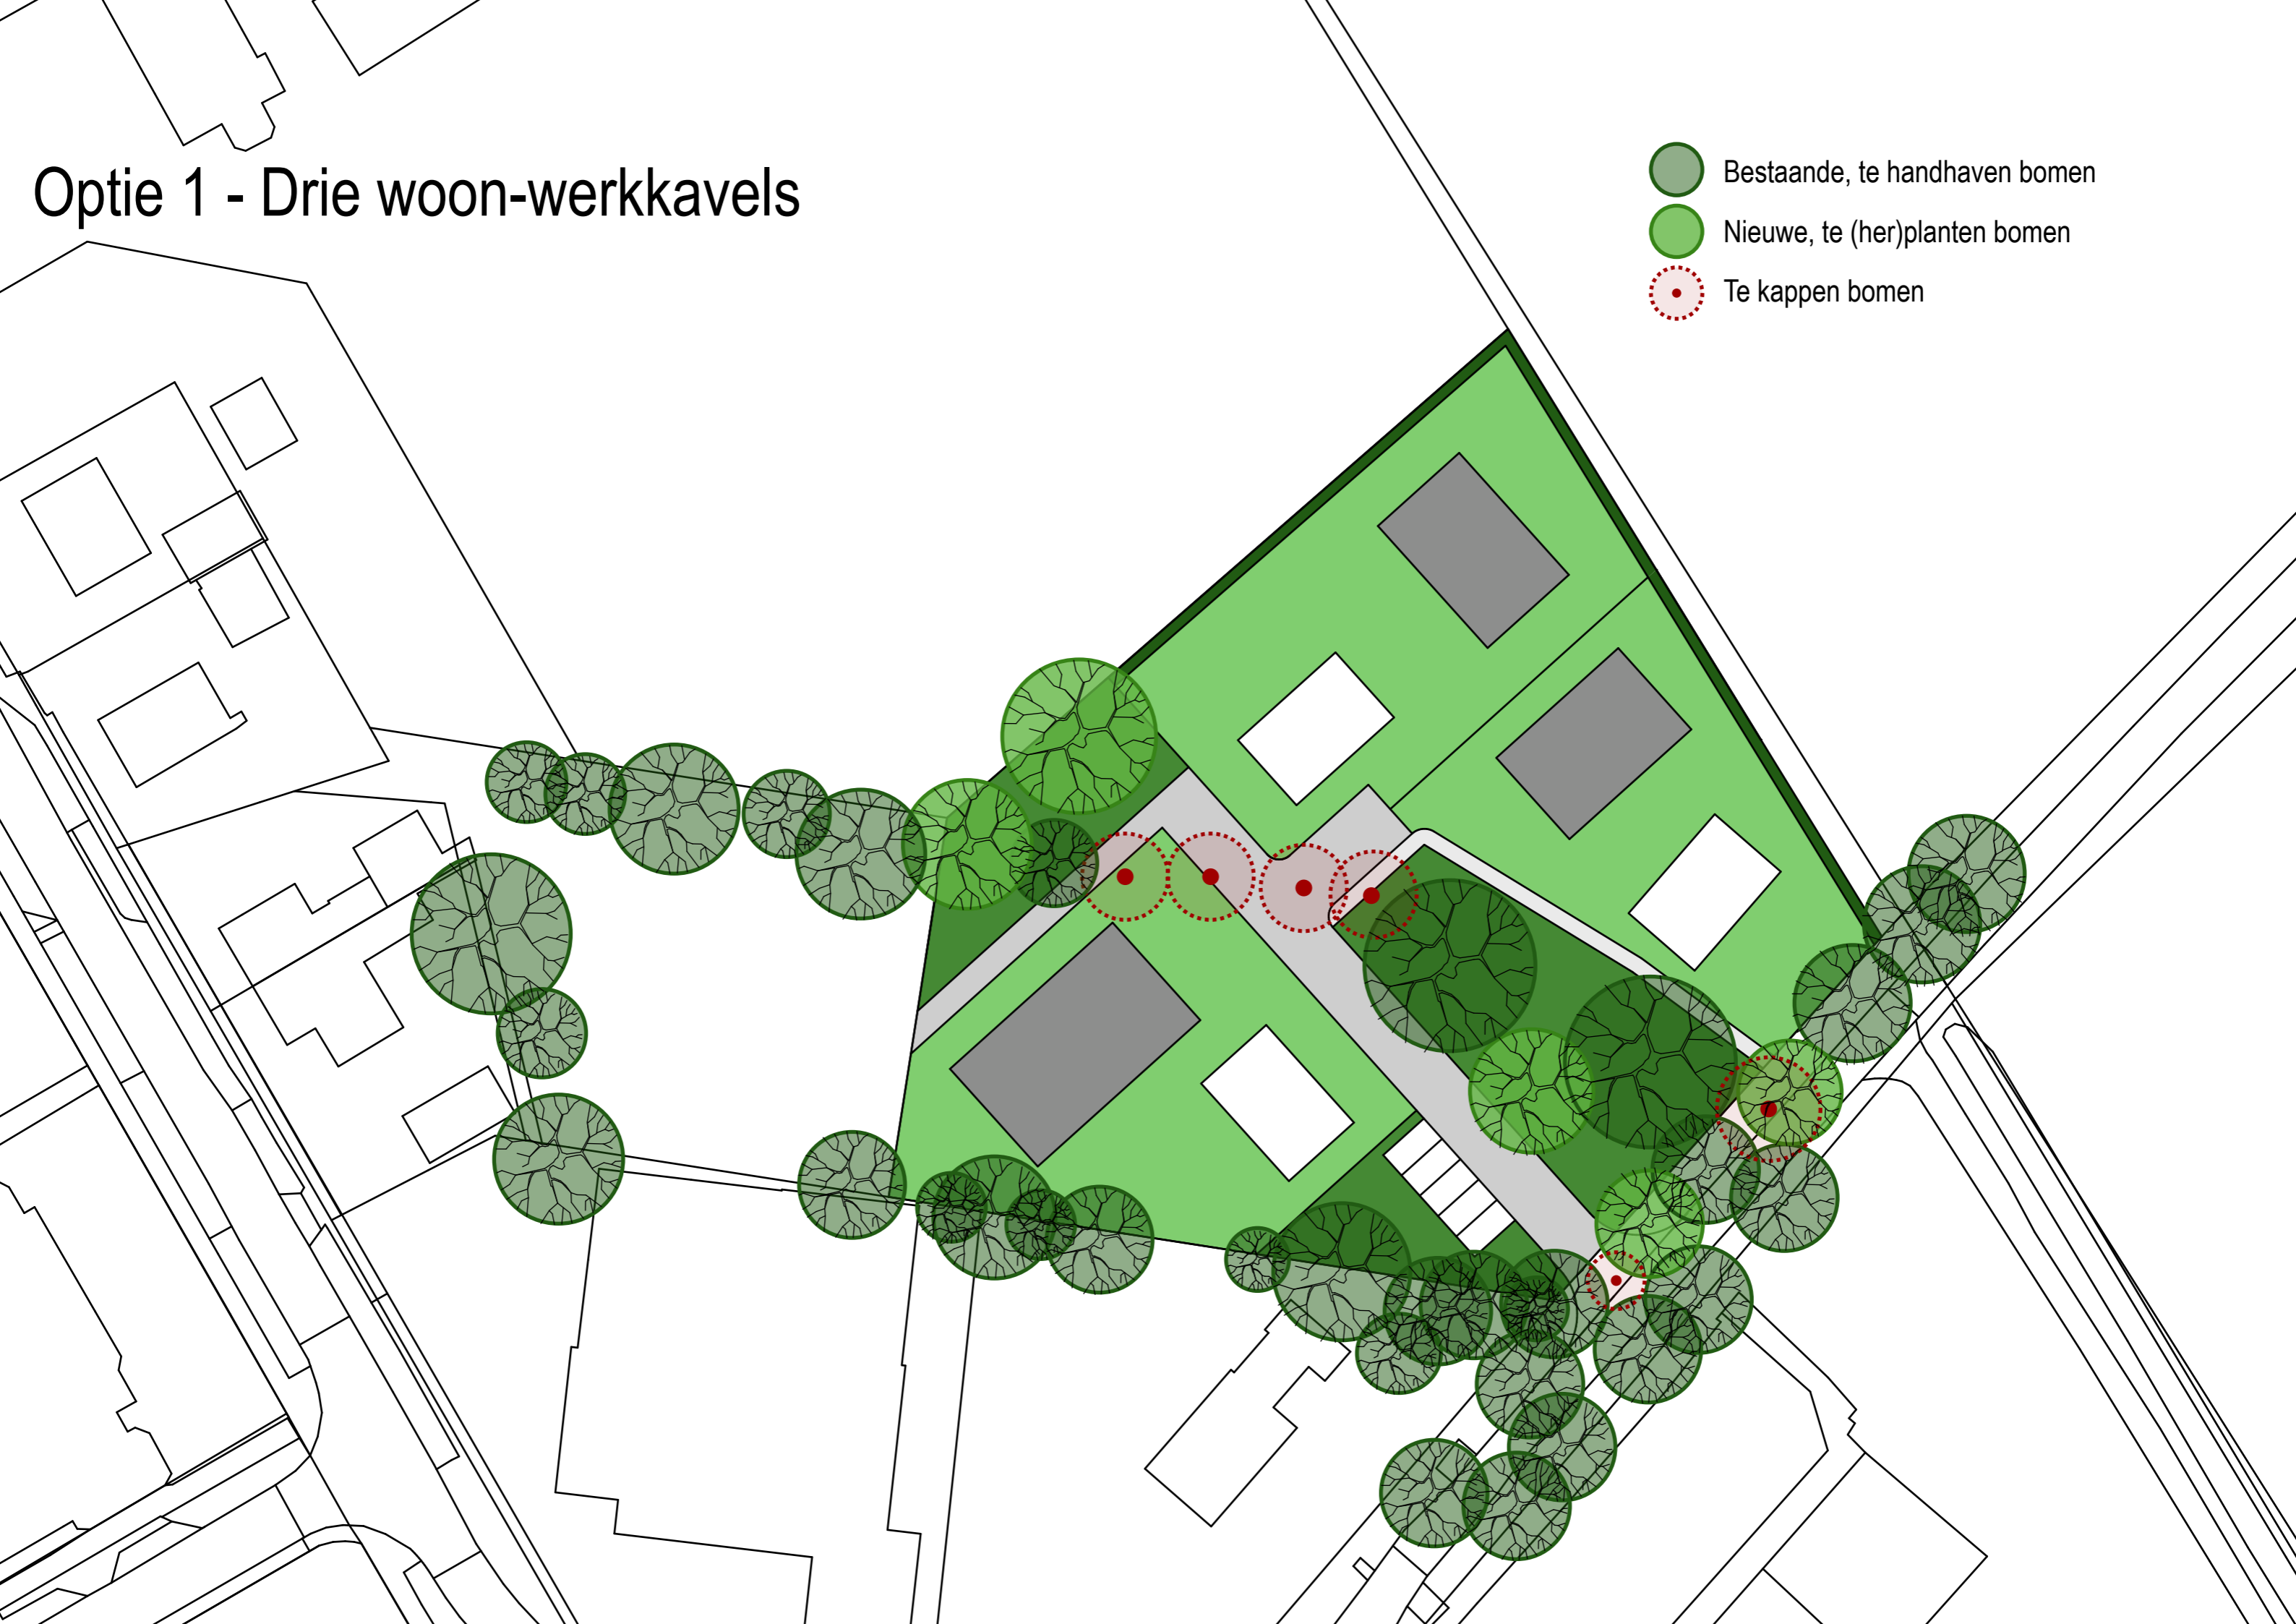 Optie 1 - Drie woon-werkkavels
Bestaande, te handhaven bomen
Nieuwe, te (her)planten bomen
Te kappen bomen